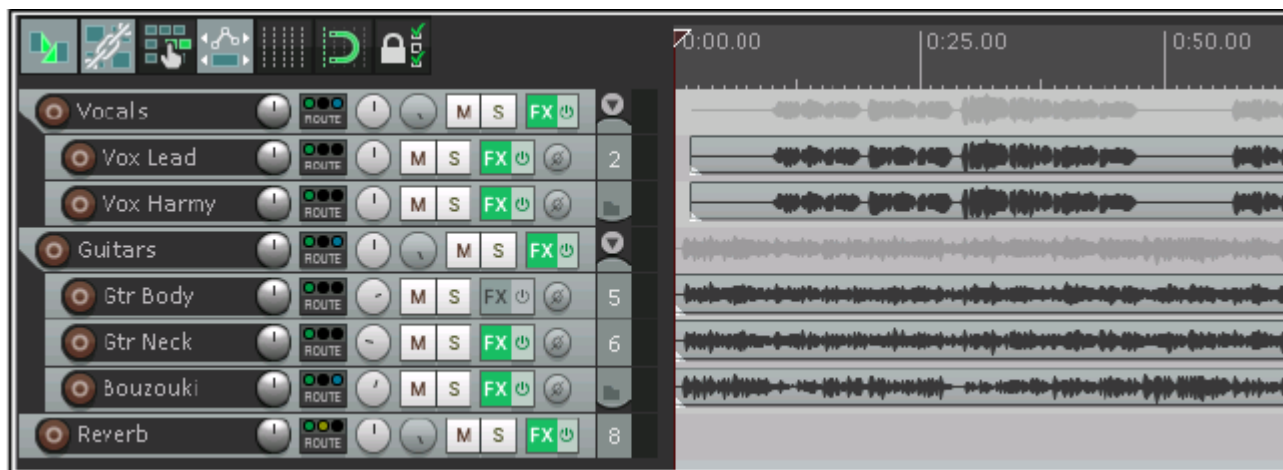 0:00.00 0:25.00 0:50.00
Vocals ROUTE M S FX
Vox Lead ROUTE M S FX 2
Vox Harmy ROUTE M S FX
Guitars ROUTE M S FX
Gtr Body ROUTE M S FX 5
Gtr Neck ROUTE M S FX 6
Bouzouki ROUTE M S FX
Reverb ROUTE M S FX 8